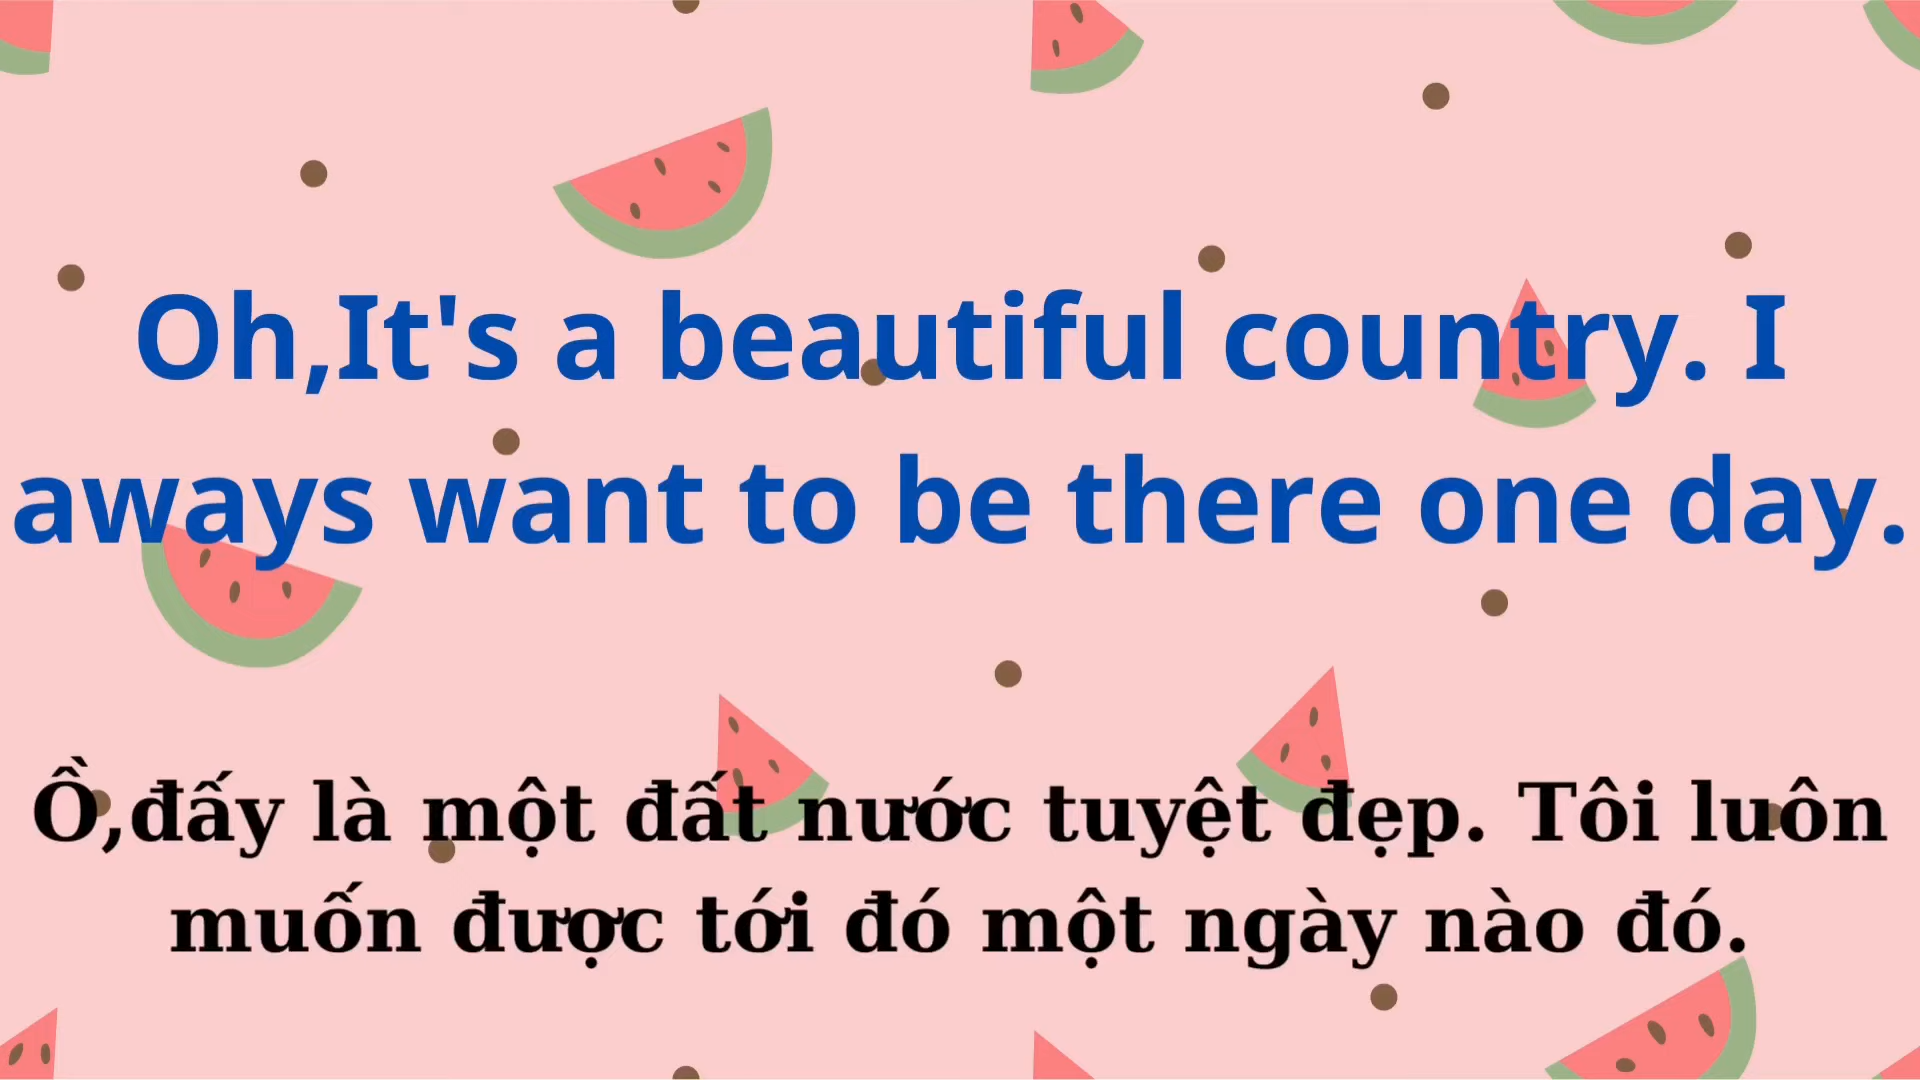 Oh,It's a beautiful country. I
aways want to be there one day.
Ồ,đấy là một đất nước tuyệt đẹp. Tôi luôn
muốn được tới đó một ngày nào đó.